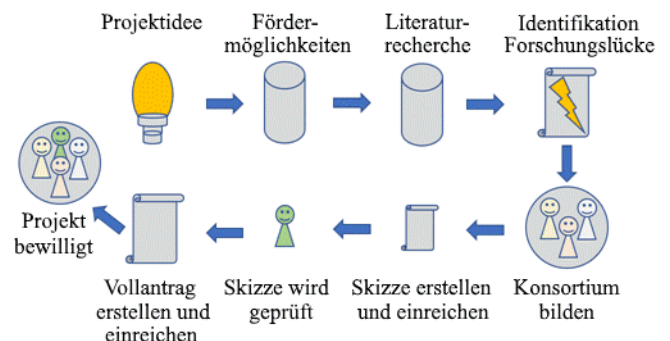 Projektidee
Förder-
möglichkeiten
Literatur-
recherche
Identifikation
Forschungslücke
Konsortium
bilden
Skizze erstellen
und einreichen
Skizze wird
geprüft
Vollantrag
erstellen und
einreichen
Projekt
bewilligt